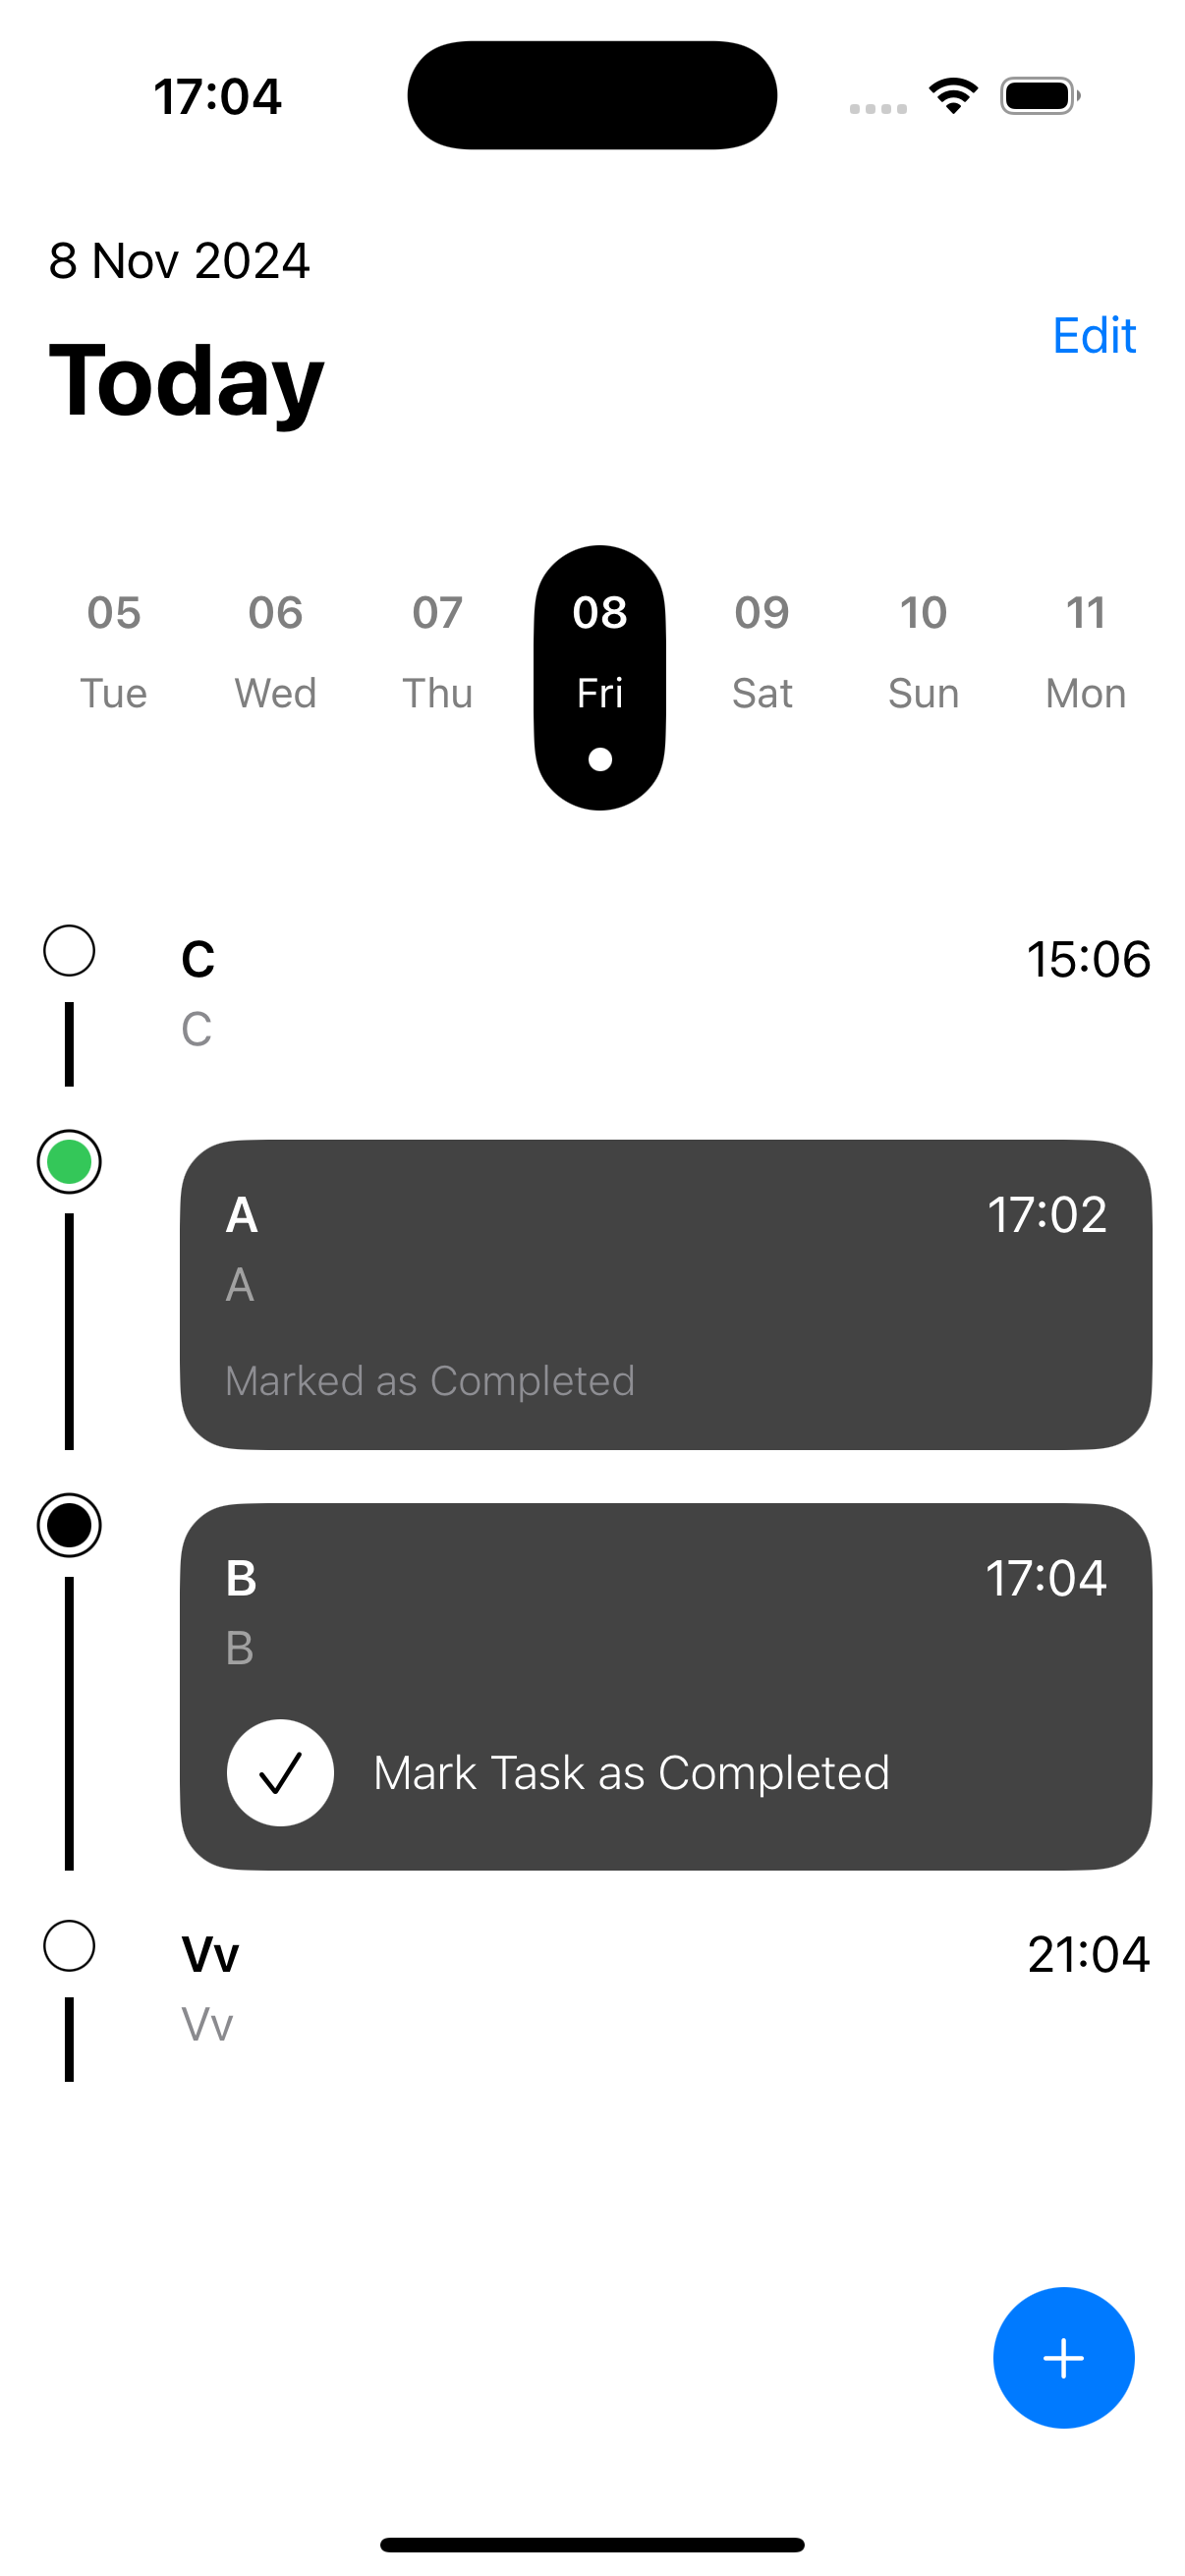 17:04
8 Nov 2024
Edit
Today
05 06 07 08 09 10 11
Tue Wed Thu Fri Sat Sun Mon
C 15:06
C
A 17:02
A
Marked as Completed
B 17:04
B
Mark Task as Completed
Vv 21:04
Vv